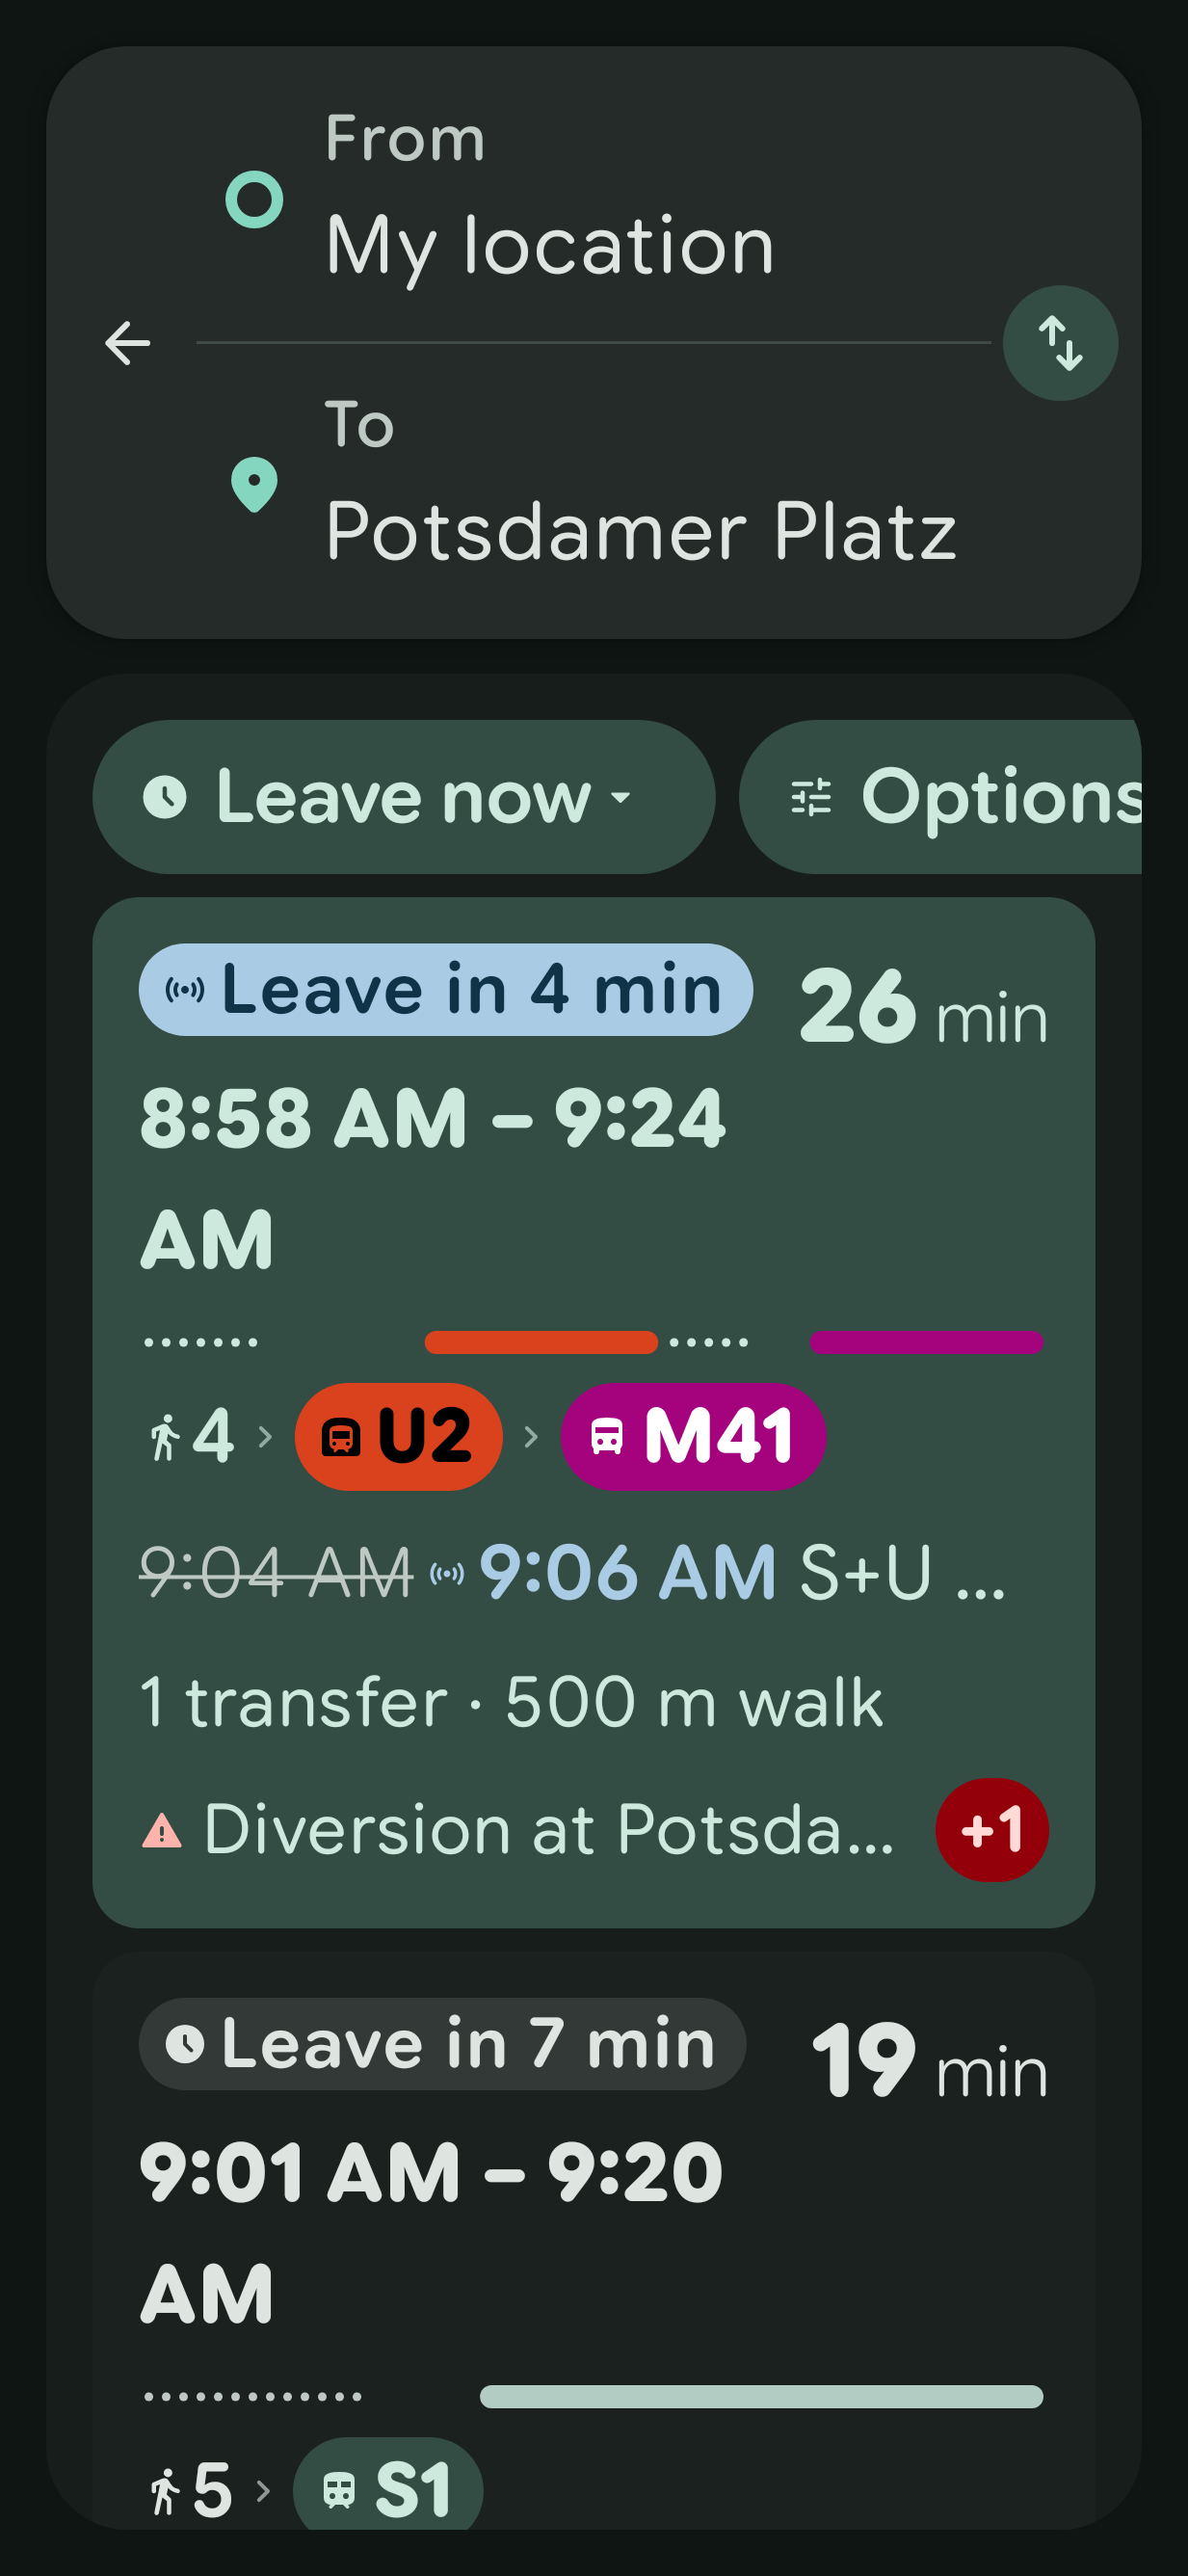 From
My location
To
Potsdamer Platz
Leave now
Options
Leave in 4 min
26 min
8:58 AM – 9:24
AM
4 U2 M41
9:04 AM 9:06 AM S+U ...
1 transfer · 500 m walk
Diversion at Potsda... +1
Leave in 7 min
19 min
9:01 AM – 9:20
AM
5 S1